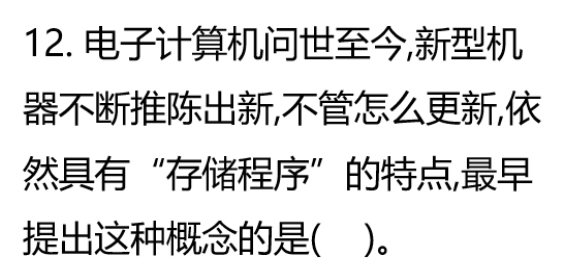 12. 电子计算机问世至今,新型机
器不断推陈出新,不管怎么更新,依
然具有“存储程序”的特点,最早
提出这种概念的是(    )。